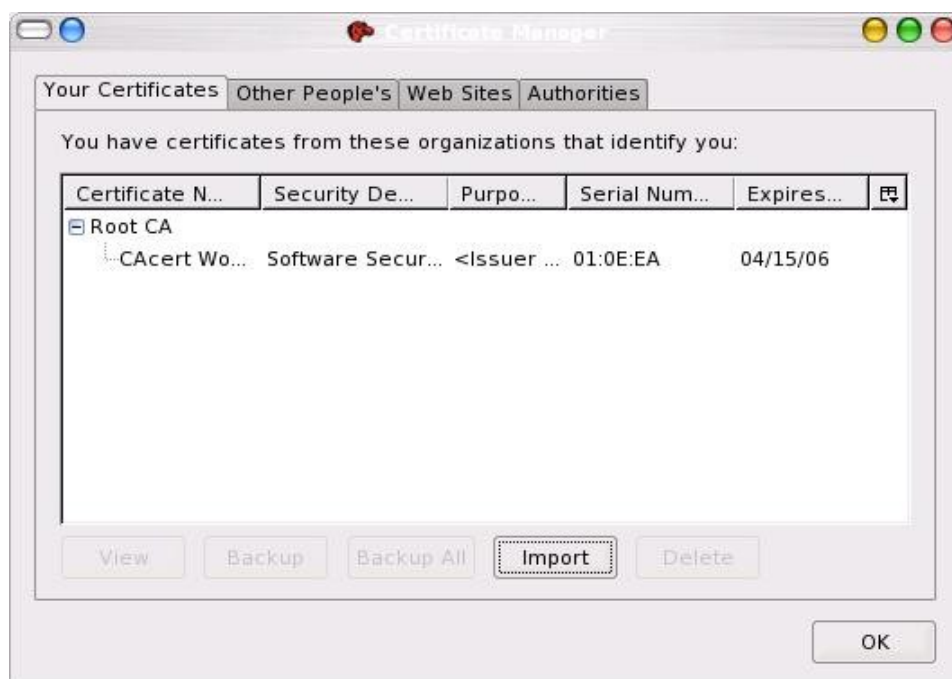 Certificate Manager
Your Certificates Other People's Web Sites Authorities
You have certificates from these organizations that identify you:
Certificate N... Security De... Purpo... Serial Num... Expires...
Root CA
CAcert Wo... Software Secur... <Issuer ... 01:0E:EA 04/15/06
View Backup Backup All Import Delete
OK